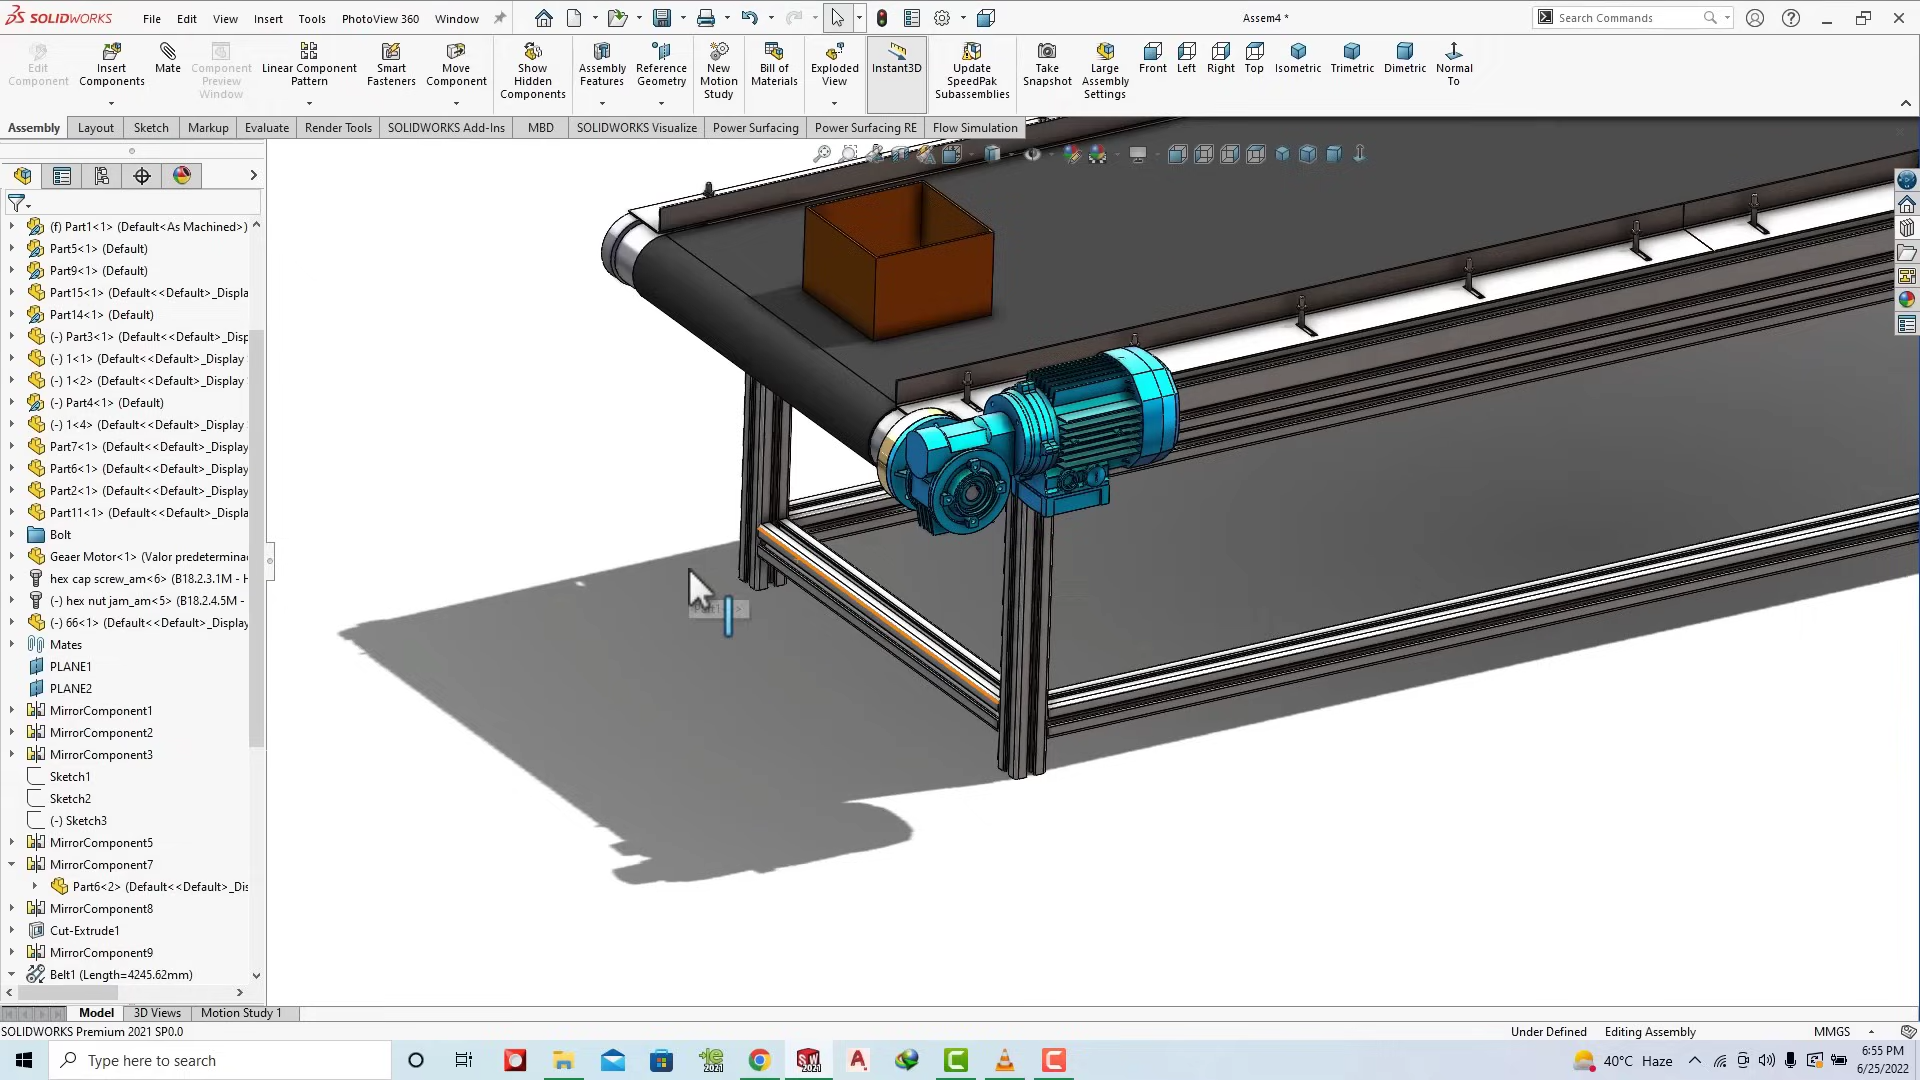 SOLIDWORKS File Edit View Insert Tools PhotoView 360 Window Assem4 * Search Commands
Edit Component
Insert Components
Mate
Component Preview Window
Linear Component Pattern
Smart Fasteners
Move Component
Show Hidden Components
Assembly Features
Reference Geometry
New Motion Study
Bill of Materials
Exploded View
Instant3D
Update SpeedPak Subassemblies
Take Snapshot
Large Assembly Settings
Front
Left
Right
Top
Isometric
Trimetric
Dimetric
Normal To
Assembly Layout Sketch Markup Evaluate Render Tools SOLIDWORKS Add-Ins MBD SOLIDWORKS Visualize Power Surfacing Power Surfacing RE Flow Simulation
(f) Part1<1> (Default<As Machined>)
Part5<1> (Default)
Part9<1> (Default)
Part15<1> (Default<<Default>_Displa
Part14<1> (Default)
(-) Part3<1> (Default<<Default>_Disp
(-) 1<1> (Default<<Default>_Display
(-) 1<2> (Default<<Default>_Display
(-) Part4<1> (Default)
(-) 1<4> (Default<<Default>_Display
Part7<1> (Default<<Default>_Display
Part6<1> (Default<<Default>_Display
Part2<1> (Default<<Default>_Display
Part11<1> (Default<<Default>_Displa
Bolt
Geaer Motor<1> (Valor predetermina
hex cap screw_am<6> (B18.2.3.1M - H
(-) hex nut jam_am<5> (B18.2.4.5M -
(-) 66<1> (Default<<Default>_Display
Mates
PLANE1
PLANE2
MirrorComponent1
MirrorComponent2
MirrorComponent3
Sketch1
Sketch2
(-) Sketch3
MirrorComponent5
MirrorComponent7
Part6<2> (Default<<Default>_Dis
MirrorComponent8
Cut-Extrude1
MirrorComponent9
Belt1 (Length=4245.62mm)
Model 3D Views Motion Study 1
SOLIDWORKS Premium 2021 SP0.0 Under Defined Editing Assembly MMGS
Type here to search 40°C Haze 6:55 PM
6/25/2022